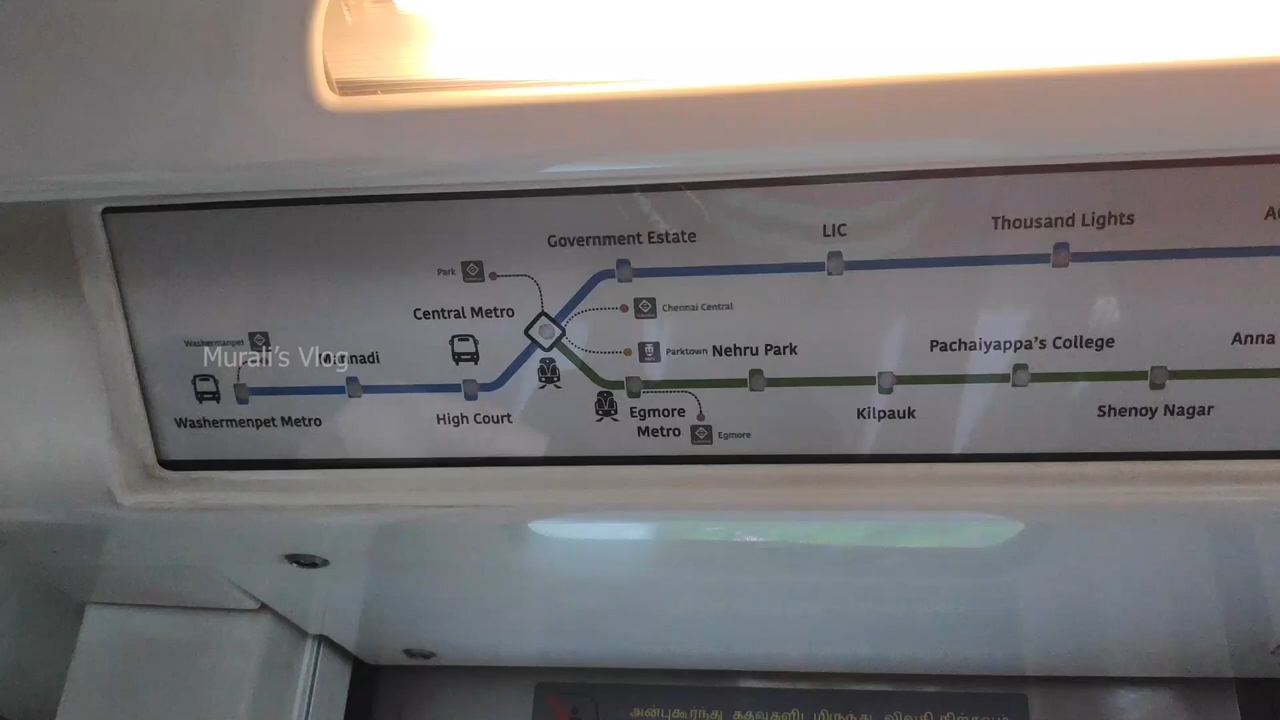 Government Estate
LIC
Thousand Lights
Park
Central Metro
Chennai Central
Washermanpet
Murali's Vlog
Parktown
Nehru Park
Pachaiyappa's College
Anna
Washermenpet Metro
High Court
Egmore
Metro
Egmore
Kilpauk
Shenoy Nagar